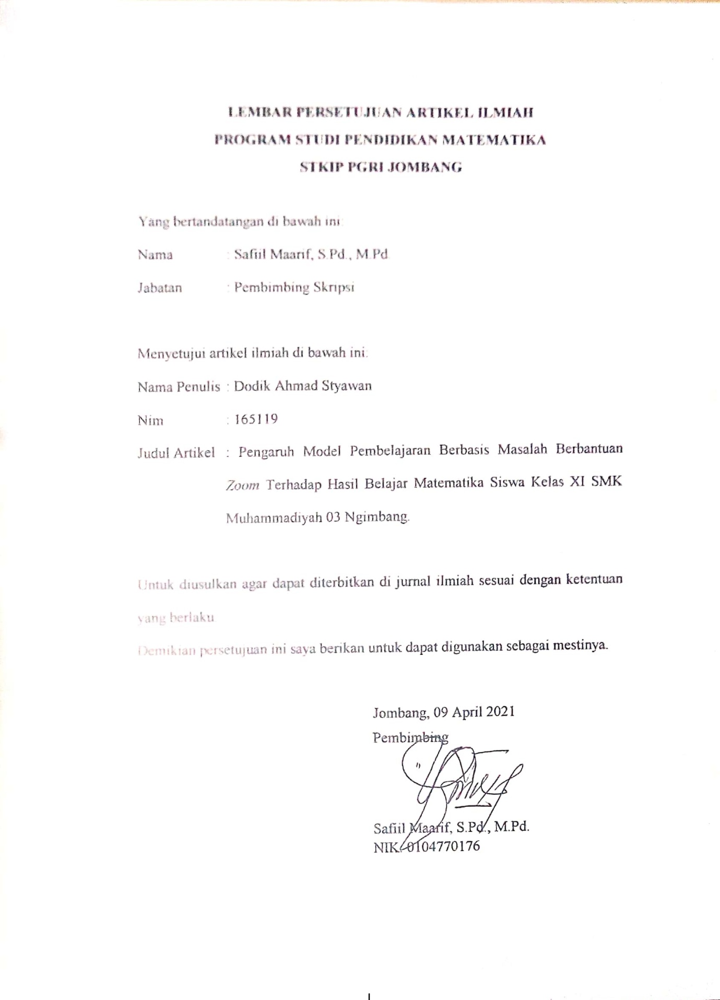 LEMBAR PERSETUJUAN ARTIKEL ILMIAH
PROGRAM STUDI PENDIDIKAN MATEMATIKA
STKIP PGRI JOMBANG
Yang bertandatangan di bawah ini:
Nama : Safiil Maarif, S.Pd., M.Pd.
Jabatan : Pembimbing Skripsi
Menyetujui artikel ilmiah di bawah ini:
Nama Penulis : Dodik Ahmad Styawan
Nim : 165119
Judul Artikel : Pengaruh Model Pembelajaran Berbasis Masalah Berbantuan
Zoom Terhadap Hasil Belajar Matematika Siswa Kelas XI SMK
Muhammadiyah 03 Ngimbang.
Untuk diusulkan agar dapat diterbitkan di jurnal ilmiah sesuai dengan ketentuan
yang berlaku
Demikian persetujuan ini saya berikan untuk dapat digunakan sebagai mestinya.
Jombang, 09 April 2021
Pembimbing
Safiil Maarif, S.Pd., M.Pd.
NIK. 0104770176